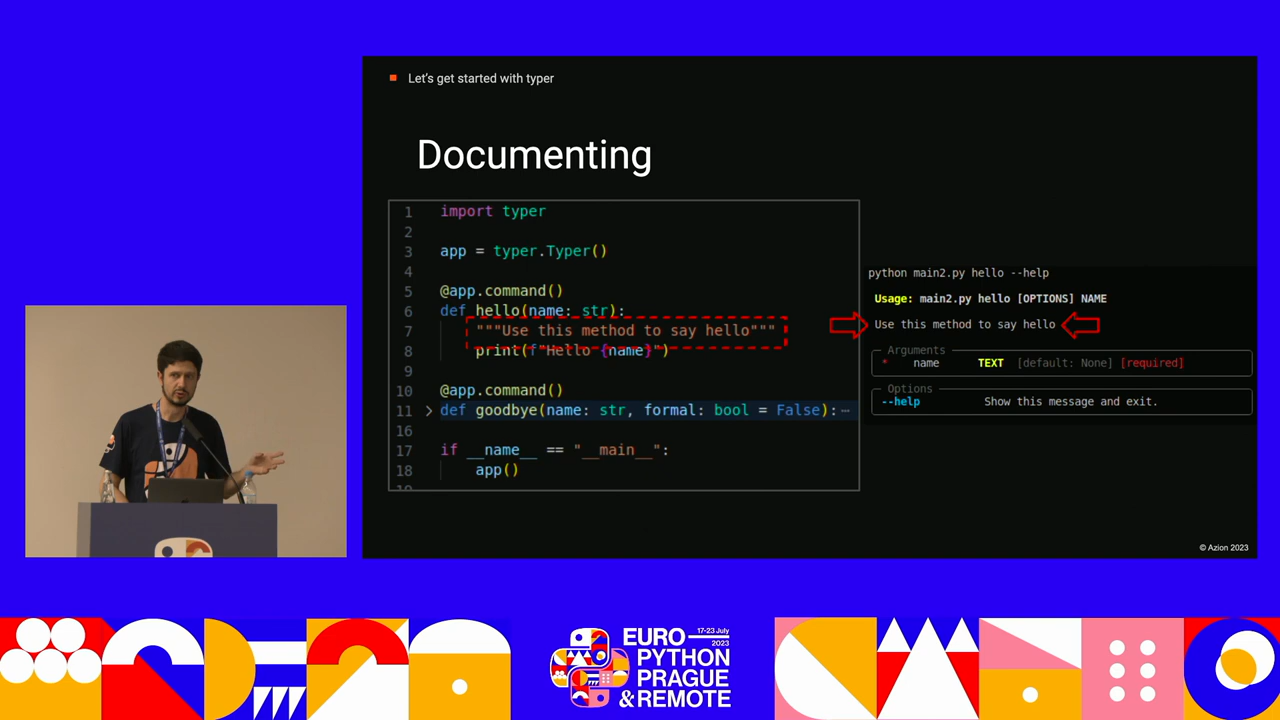 Let's get started with typer
Documenting
1 import typer
2
3 app = typer.Typer()
4
5 @app.command()
6 def hello(name: str):
7 """Use this method to say hello"""
8 print(f"Hello {name}")
9
10 @app.command()
11 def goodbye(name: str, formal: bool = False):
16
17 if __name__ == "__main__":
18 app()
19
python main2.py hello --help
Usage: main2.py hello [OPTIONS] NAME
Use this method to say hello
Arguments
* name TEXT [default: None] [required]
Options
--help Show this message and exit.
© Azion 2023
EURO 17-23 July 2023
PYTHON
PRAGUE
& REMOTE